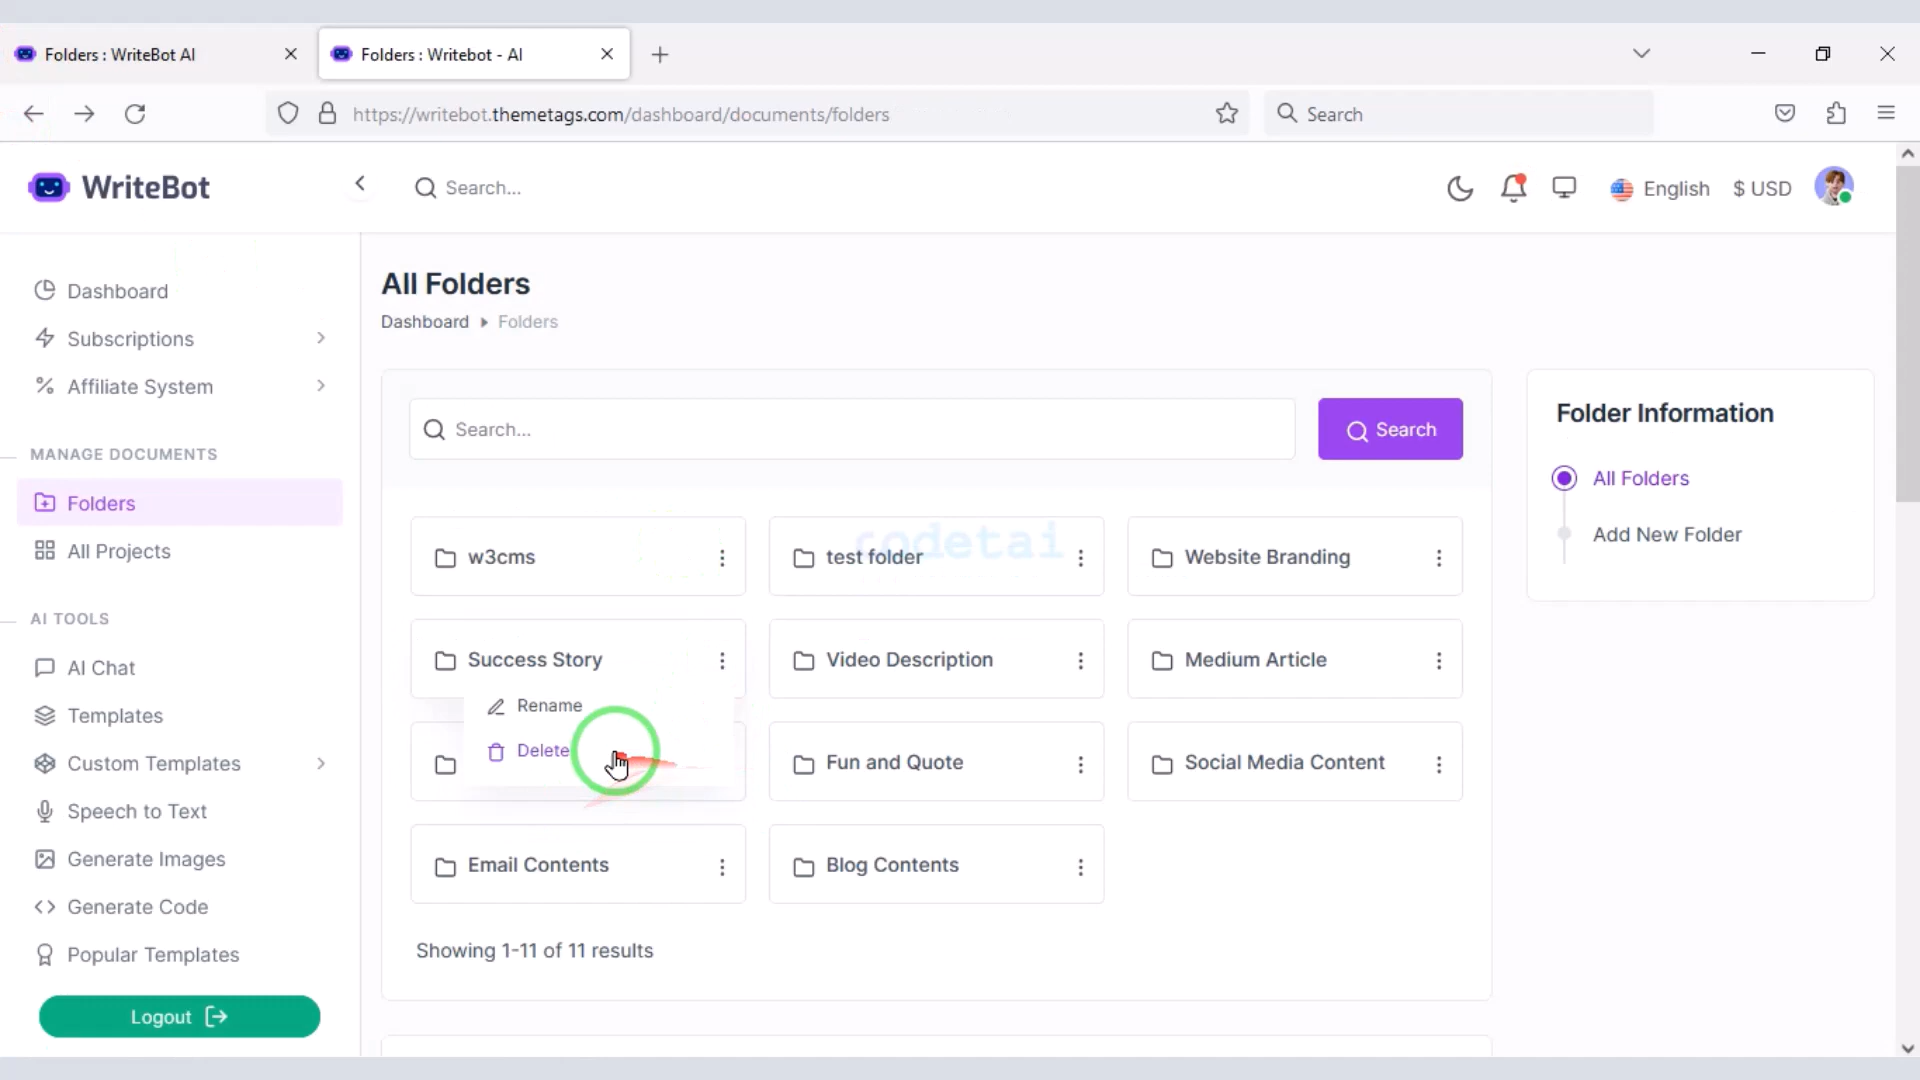 Folders : WriteBot AI
Folders : Writebot - AI
https://writebot.themetags.com/dashboard/documents/folders
Search
WriteBot
Search...
English
$ USD
Dashboard
Subscriptions
Affiliate System
MANAGE DOCUMENTS
Folders
All Projects
AI TOOLS
AI Chat
Templates
Custom Templates
Speech to Text
Generate Images
Generate Code
Popular Templates
Logout
All Folders
Dashboard Folders
Search...
Search
w3cms
test folder
codetai
Website Branding
Success Story
Video Description
Medium Article
Rename
Delete
Fun and Quote
Social Media Content
Email Contents
Blog Contents
Showing 1-11 of 11 results
Folder Information
All Folders
Add New Folder